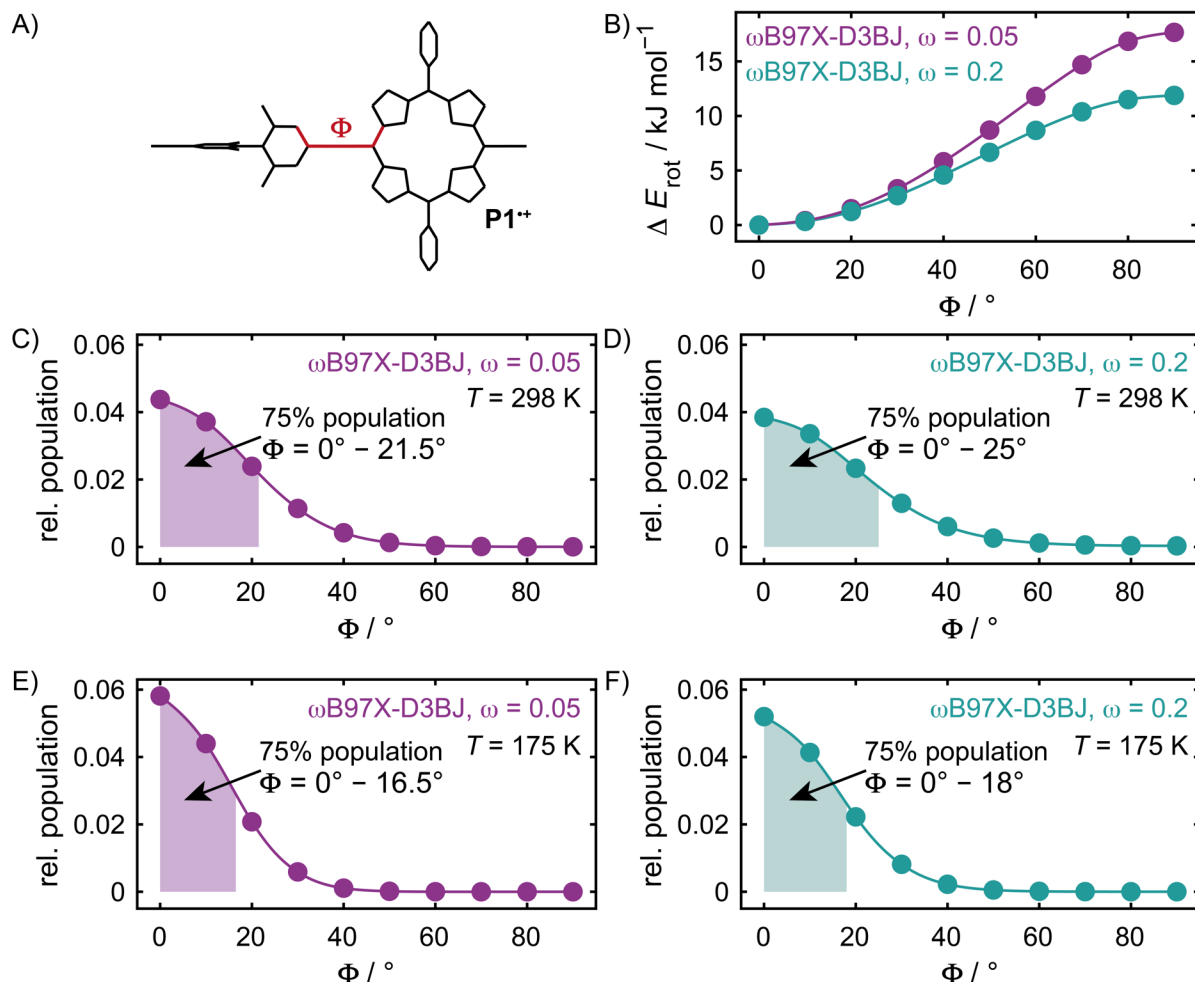 A)
Φ
P1•+
B)
ωB97X-D3BJ, ω = 0.05
ωB97X-D3BJ, ω = 0.2
Δ Erot / kJ mol−1
15
10
5
0
0 20 40 60 80
Φ / °
C)
ωB97X-D3BJ, ω = 0.05
T = 298 K
75% population
Φ = 0° − 21.5°
rel. population
0.06
0.04
0.02
0
0 20 40 60 80
Φ / °
D)
ωB97X-D3BJ, ω = 0.2
T = 298 K
75% population
Φ = 0° − 25°
rel. population
0.06
0.04
0.02
0
0 20 40 60 80
Φ / °
E)
ωB97X-D3BJ, ω = 0.05
T = 175 K
75% population
Φ = 0° − 16.5°
rel. population
0.06
0.04
0.02
0
0 20 40 60 80
Φ / °
F)
ωB97X-D3BJ, ω = 0.2
T = 175 K
75% population
Φ = 0° − 18°
rel. population
0.06
0.04
0.02
0
0 20 40 60 80
Φ / °